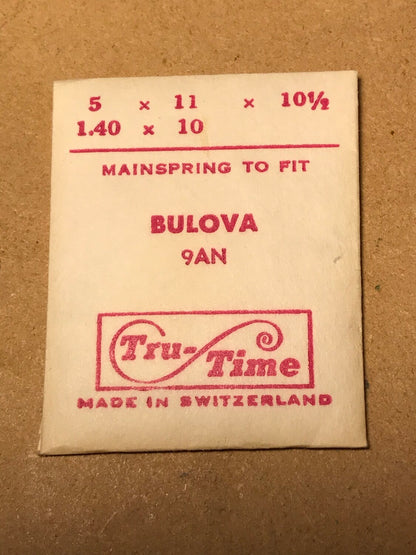 5 x 11 x 10½
1.40 x 10
MAINSPRING TO FIT
BULOVA
9AN
Tru-Time
MADE IN SWITZERLAND